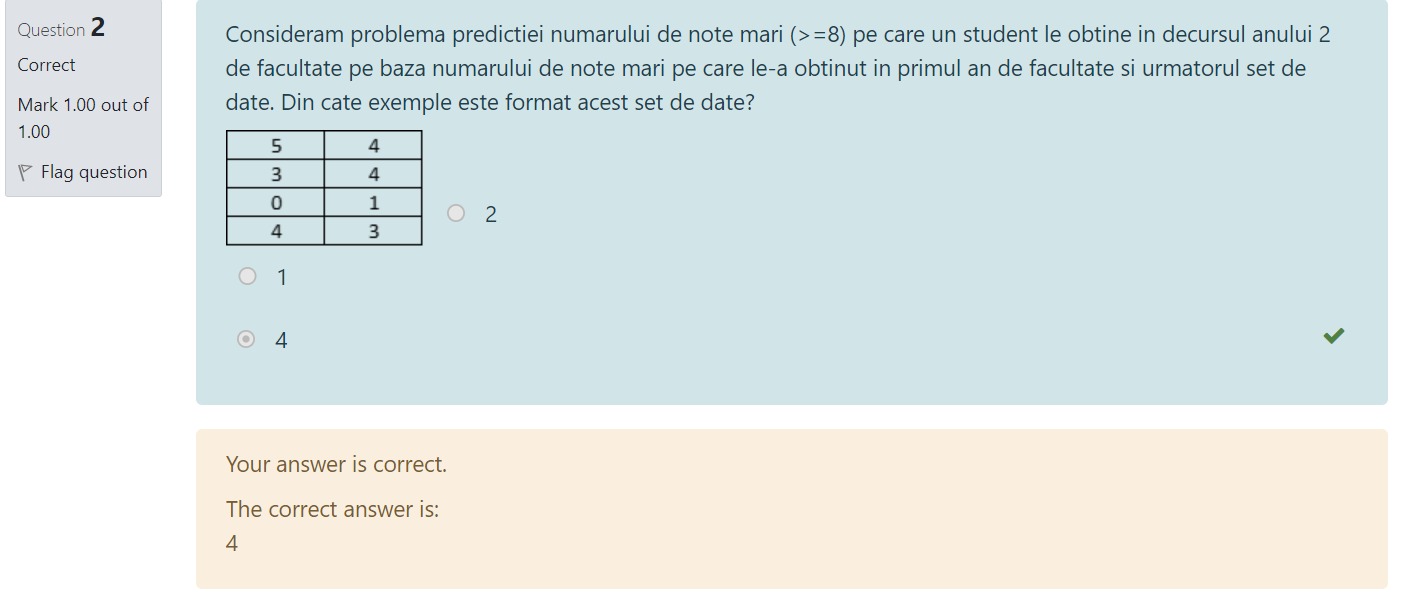 Question 2
Correct
Mark 1.00 out of
1.00
Flag question
Consideram problema predictiei numarului de note mari (>=8) pe care un student le obtine in decursul anului 2
de facultate pe baza numarului de note mari pe care le-a obtinut in primul an de facultate si urmatorul set de
date. Din cate exemple este format acest set de date?
5 4
3 4
0 1
4 3
2
1
4
Your answer is correct.
The correct answer is:
4